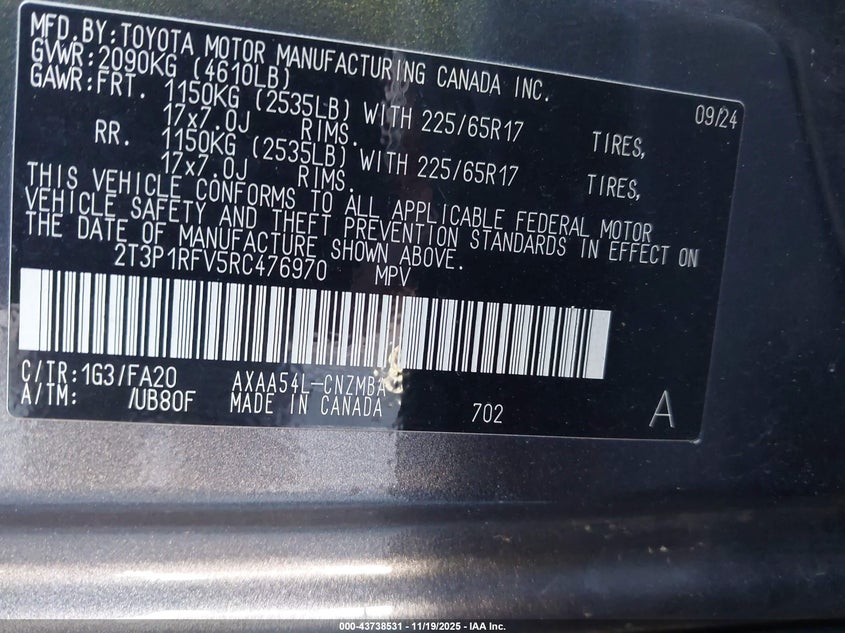 MFD.BY:TOYOTA MOTOR MANUFACTURING CANADA INC.
GVWR:2090KG (4610LB) 09/24
GAWR:FRT. 1150KG (2535LB) WITH 225/65R17 TIRES,
17x7.0J RIMS.
RR. 1150KG (2535LB) WITH 225/65R17 TIRES,
17x7.0J RIMS.
THIS VEHICLE CONFORMS TO ALL APPLICABLE FEDERAL MOTOR
VEHICLE SAFETY AND THEFT PREVENTION STANDARDS IN EFFECT ON
THE DATE OF MANUFACTURE SHOWN ABOVE.
2T3P1RFV5RC476970 MPV
C/TR:1G3/FA20 AXAA54L-CNZMBA
A/TM: /UB80F MADE IN CANADA 702 A
000-43738531 - 11/19/2025 - IAA Inc.